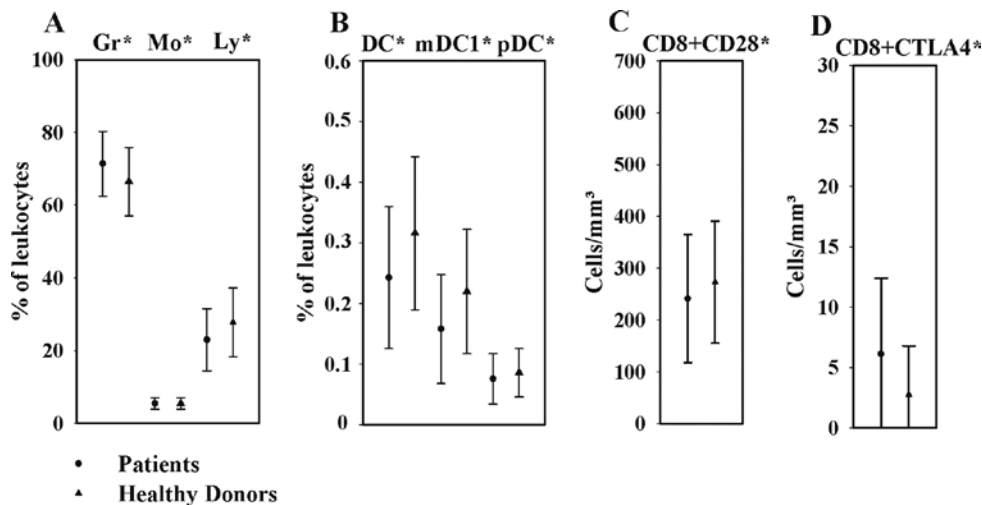 A
Gr* Mo* Ly*
% of leukocytes
100
80
60
40
20
0
B
DC* mDC1* pDC*
% of leukocytes
0.6
0.5
0.4
0.3
0.2
0.1
0
C
CD8+CD28*
Cells/mm³
700
600
500
400
300
200
100
0
D
CD8+CTLA4*
Cells/mm³
30
25
20
15
10
5
0
Patients
Healthy Donors